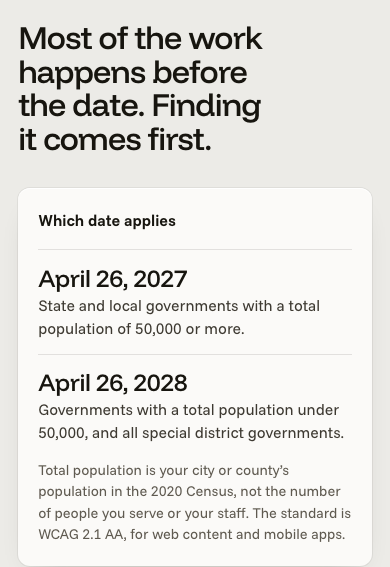 Most of the work
happens before
the date. Finding
it comes first.
Which date applies
April 26, 2027
State and local governments with a total
population of 50,000 or more.
April 26, 2028
Governments with a total population under
50,000, and all special district governments.
Total population is your city or county’s
population in the 2020 Census, not the number
of people you serve or your staff. The standard is
WCAG 2.1 AA, for web content and mobile apps.